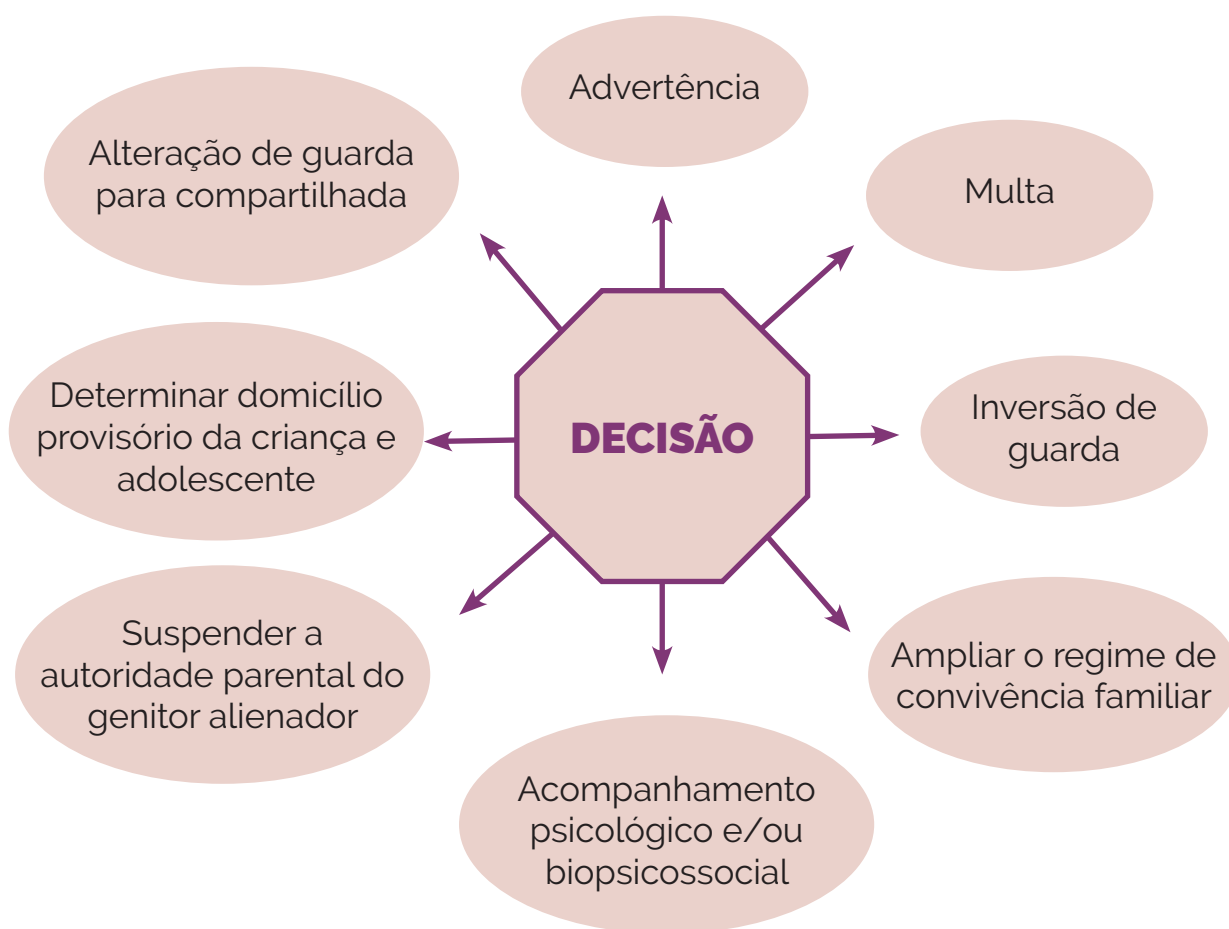 Advertência
Alteração de guarda
para compartilhada
Multa
Determinar domicílio
provisório da criança e
adolescente
DECISÃO
Inversão de
guarda
Suspender a
autoridade parental do
genitor alienador
Ampliar o regime de
convivência familiar
Acompanhamento
psicológico e/ou
biopsicossocial